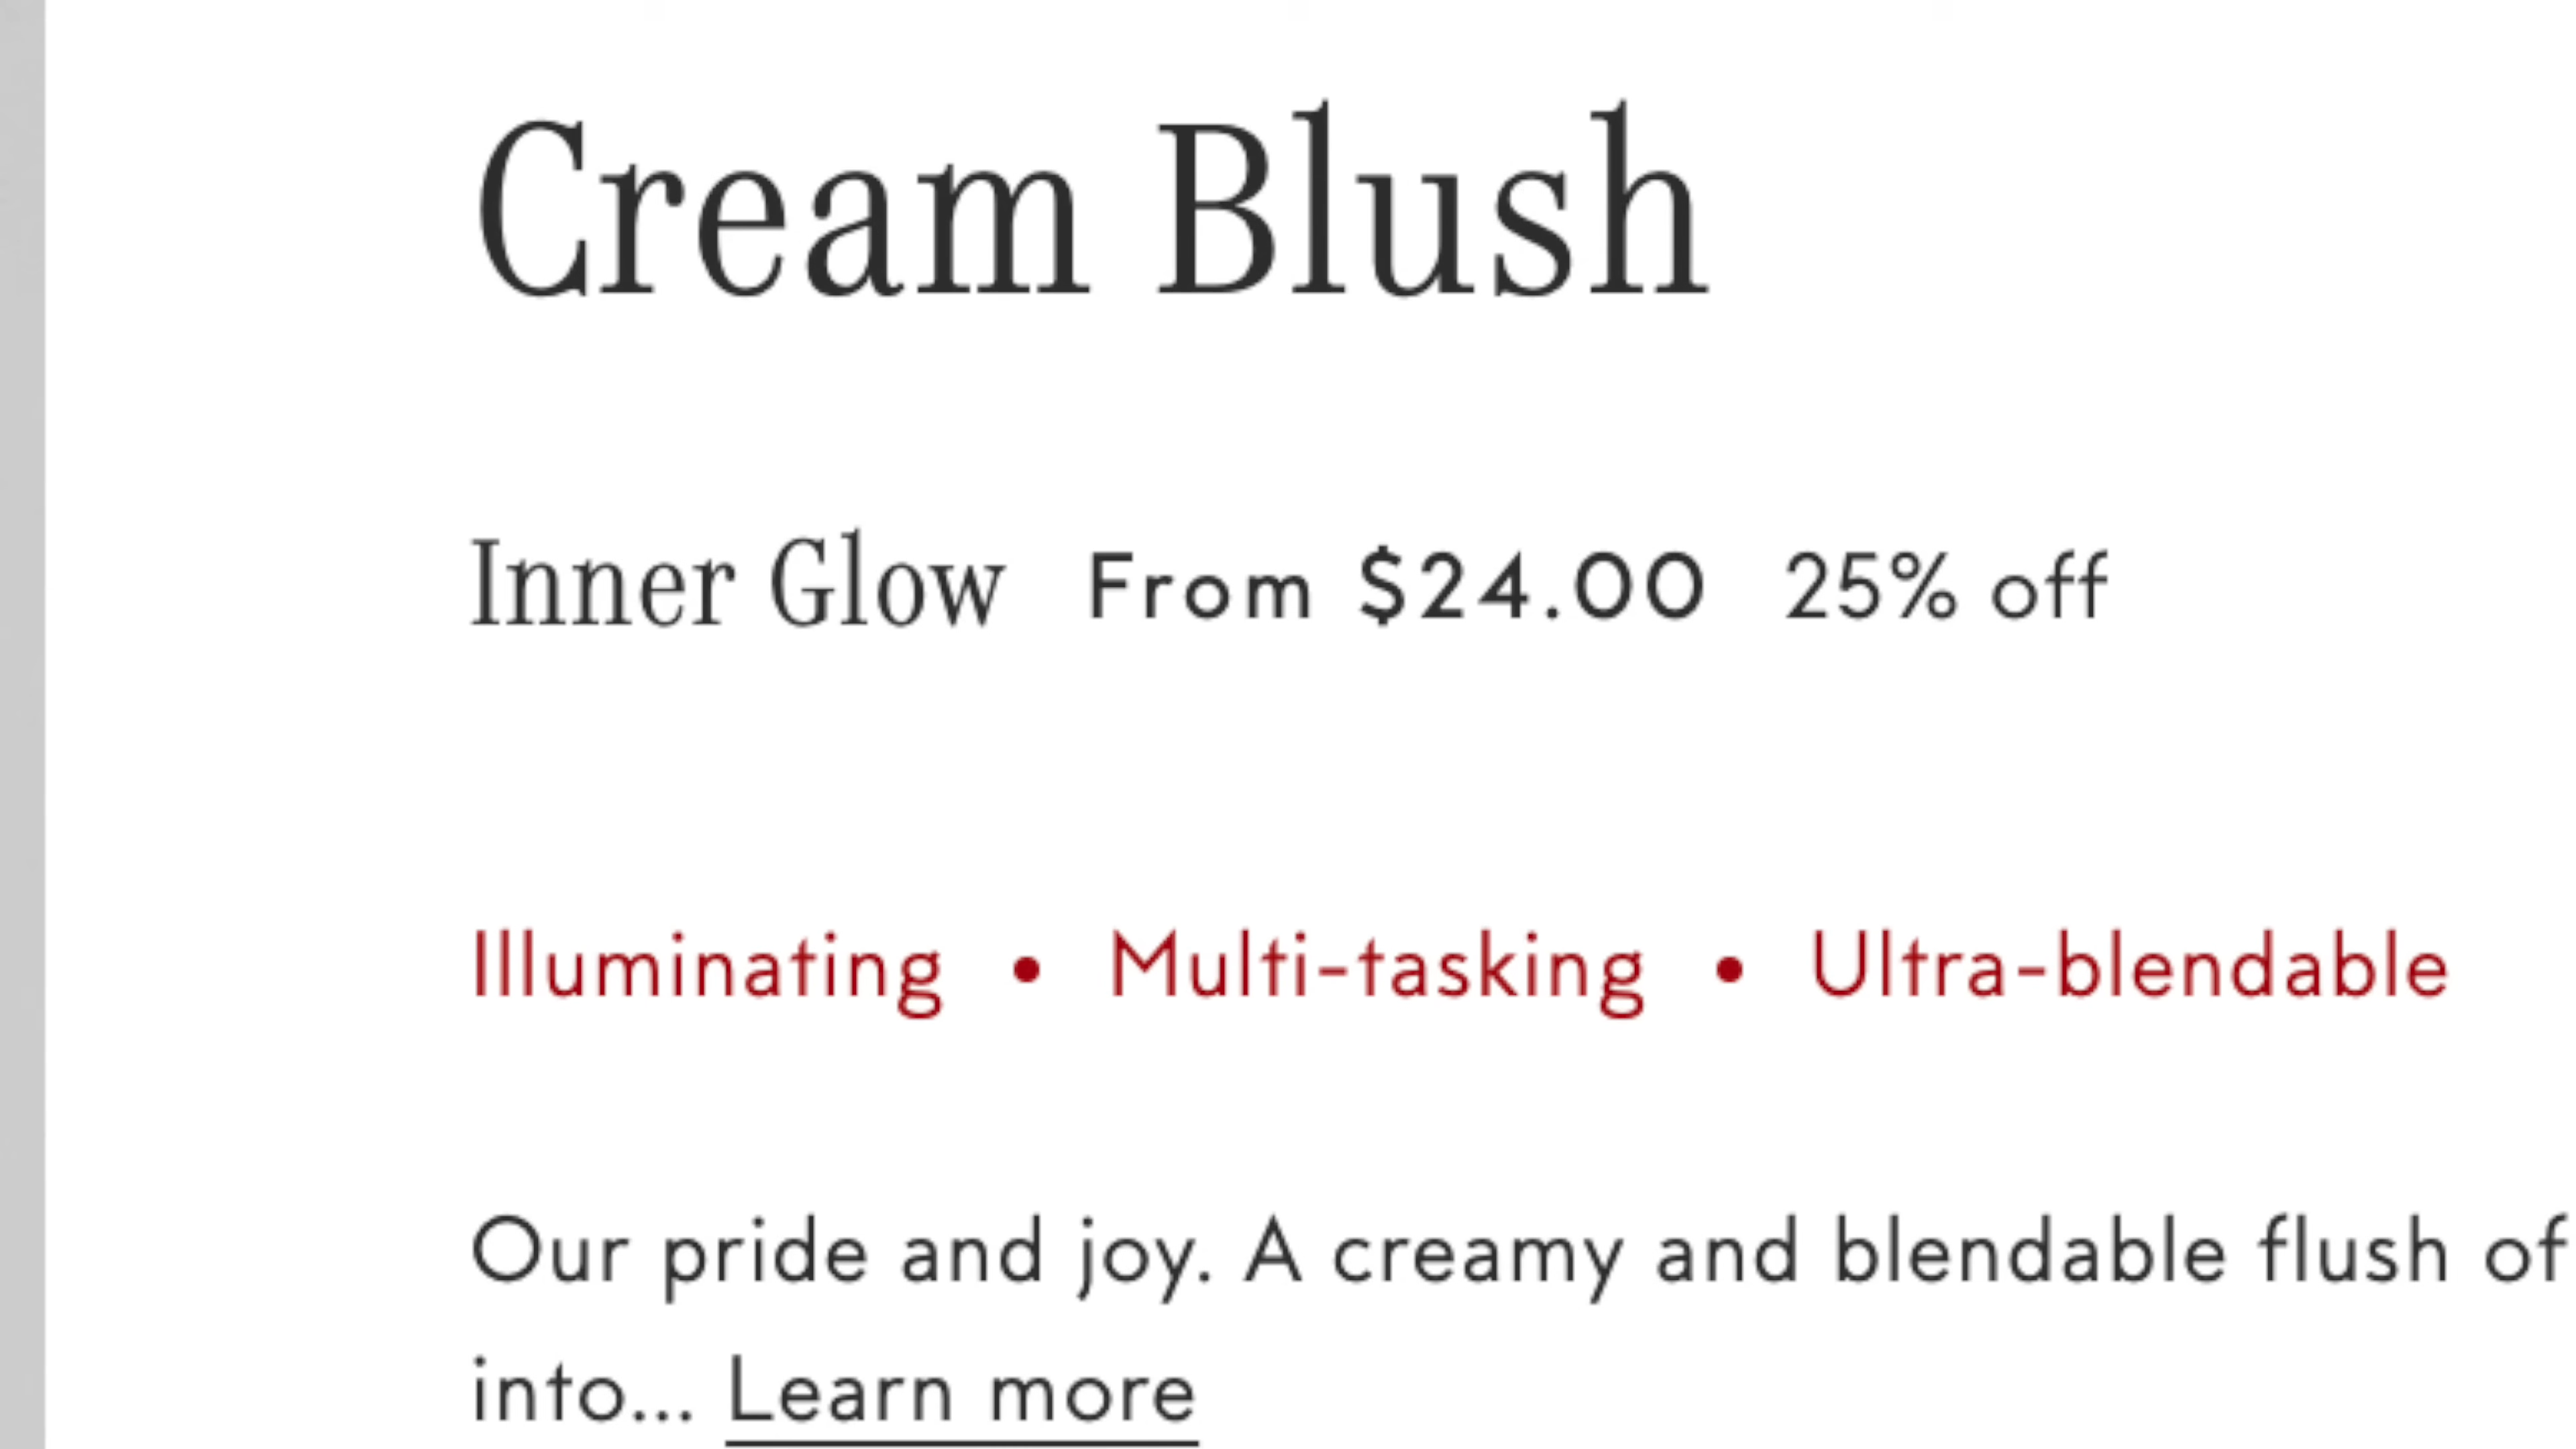 Cream Blush
Inner Glow From $24.00 25% off
Illuminating • Multi-tasking • Ultra-blendable
Our pride and joy. A creamy and blendable flush of
into... Learn more